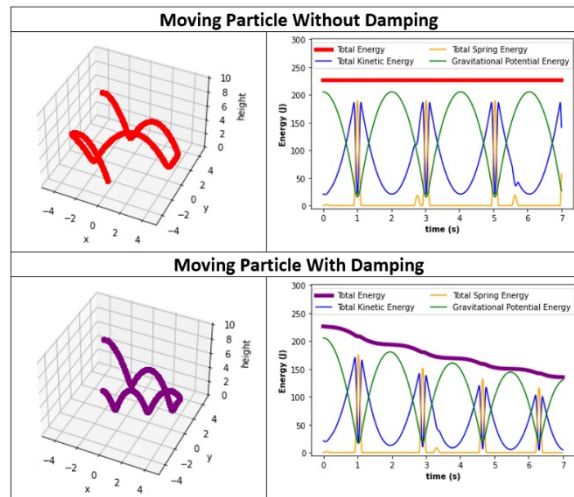 Moving Particle Without Damping
10
8
6
4
2
0
height
4
2
0
-2
-4
y
-4 -2 0 2 4
x
300
250
200
150
100
50
0
Energy (J)
Total Energy Total Spring Energy
Total Kinetic Energy Gravitational Potential Energy
0 1 2 3 4 5 6 7
time (s)
Moving Particle With Damping
10
8
6
4
2
0
height
4
2
0
-2
-4
y
-4 -2 0 2 4
x
300
250
200
150
100
50
0
Energy (J)
Total Energy Total Spring Energy
Total Kinetic Energy Gravitational Potential Energy
0 1 2 3 4 5 6 7
time (s)